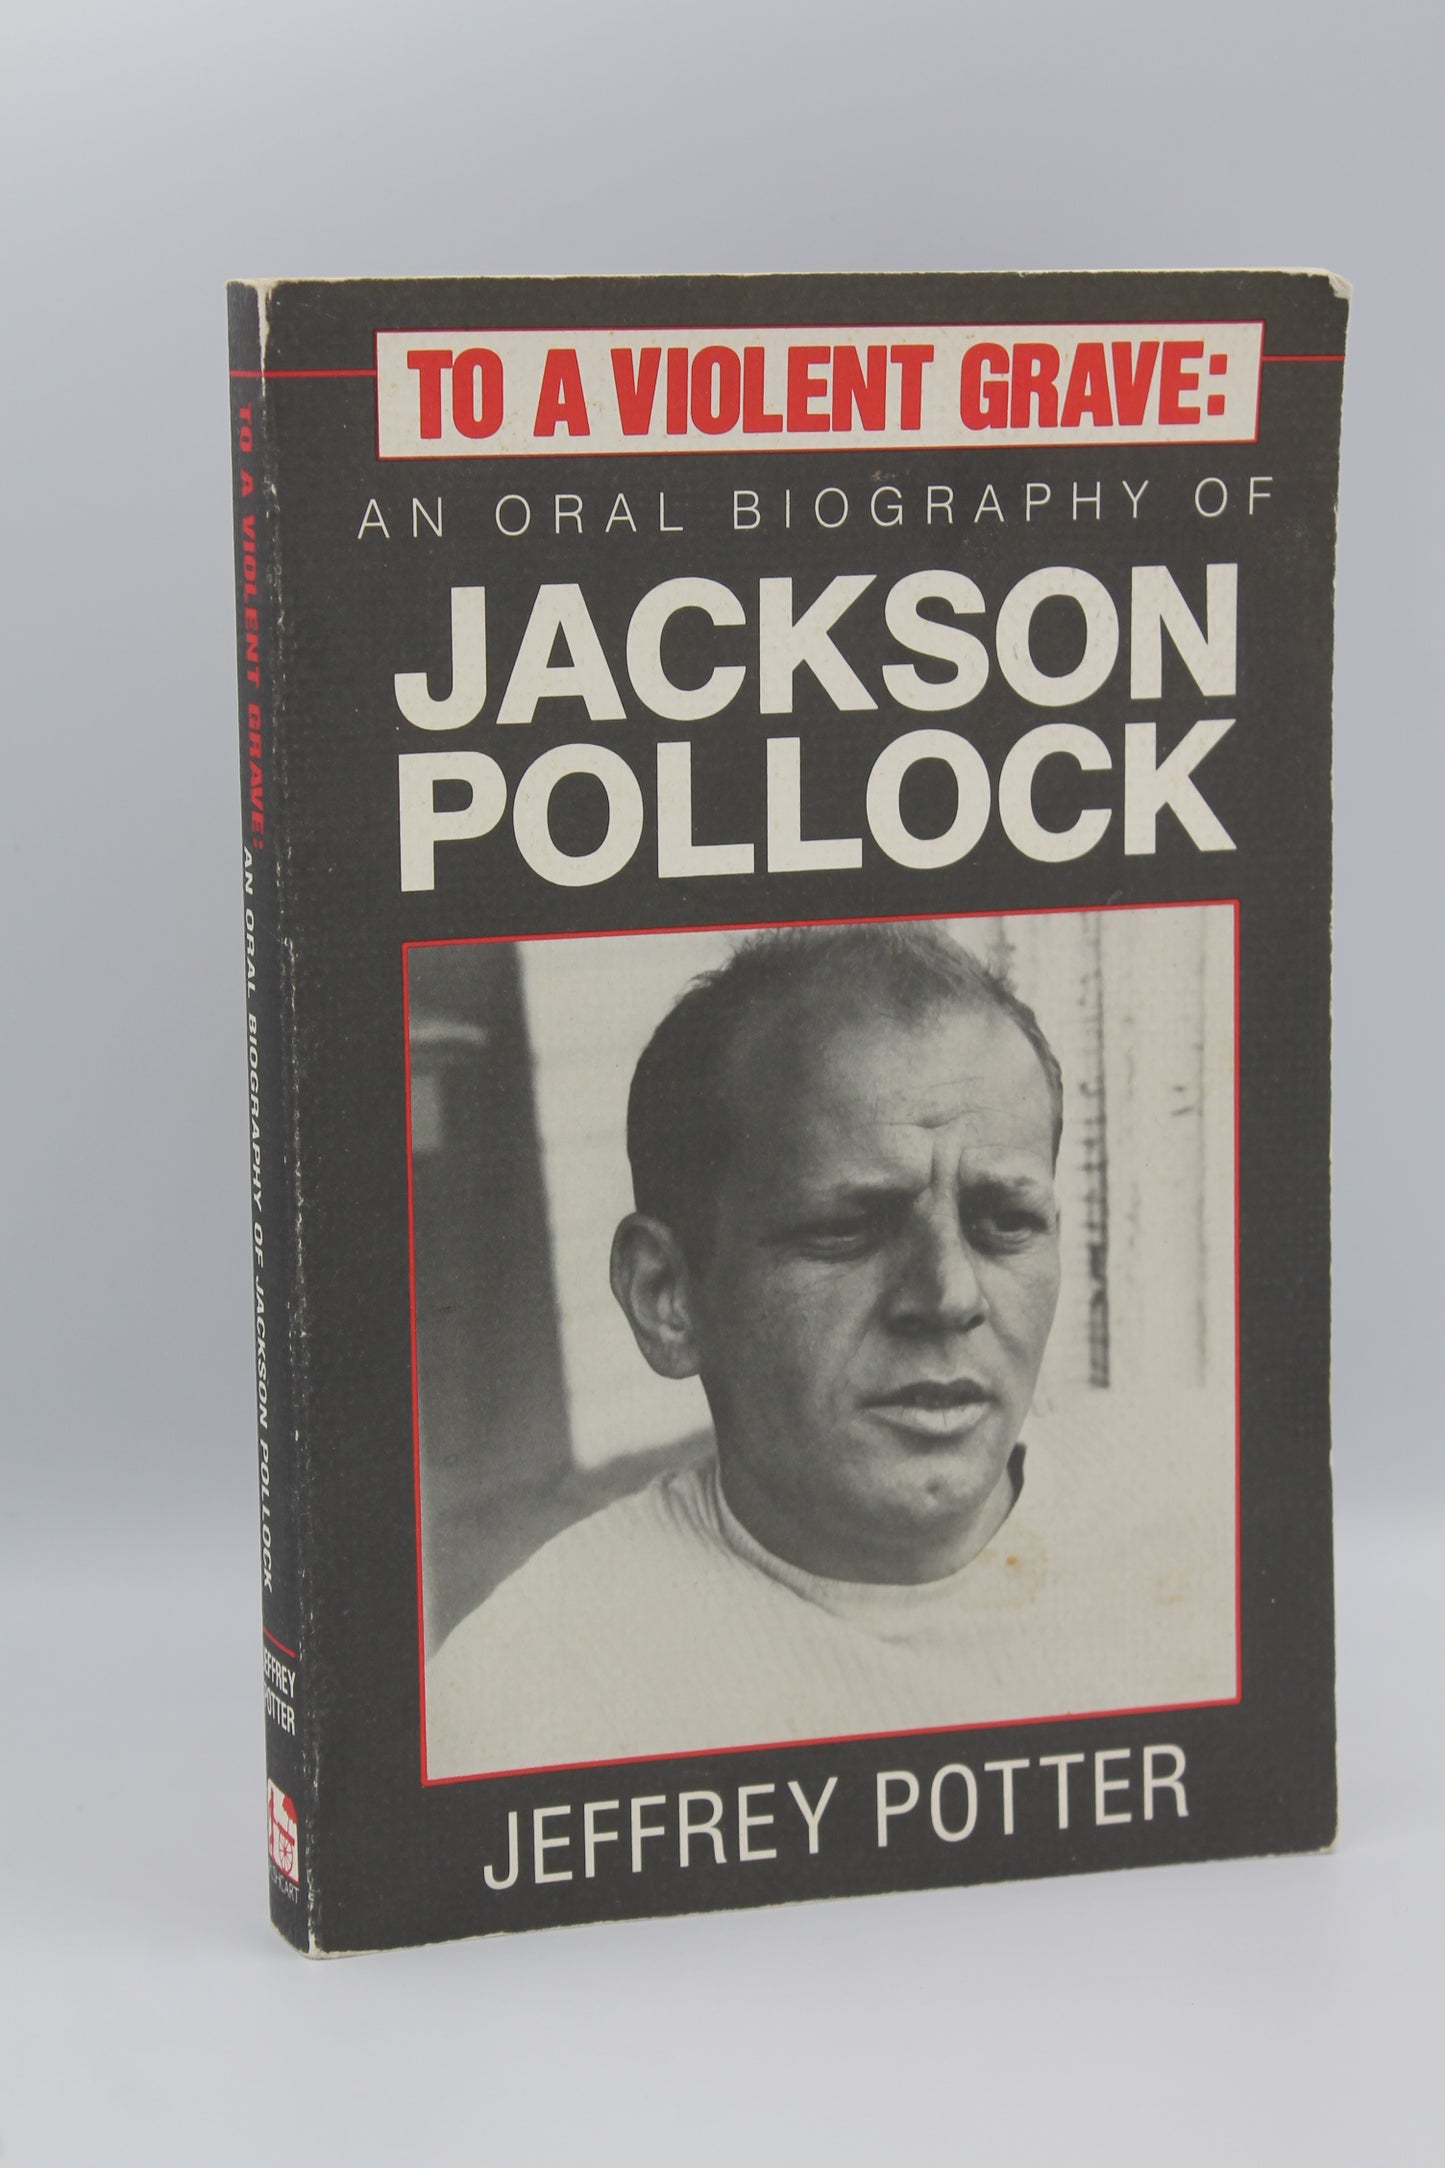 TO A VIOLENT GRAVE:
AN ORAL BIOGRAPHY OF
JACKSON
POLLOCK
JEFFREY POTTER
TO A VIOLENT GRAVE: AN ORAL BIOGRAPHY OF JACKSON POLLOCK
JEFFREY
POTTER